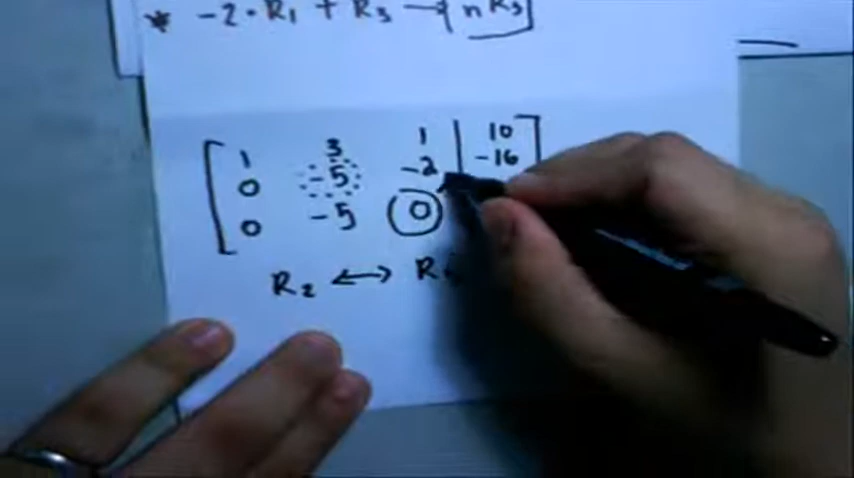 * -2 · R1 + R3 → [nR3]
1 3 1 | 10
0 -5 -2 | -16
0 -5 0
R2 ↔ R